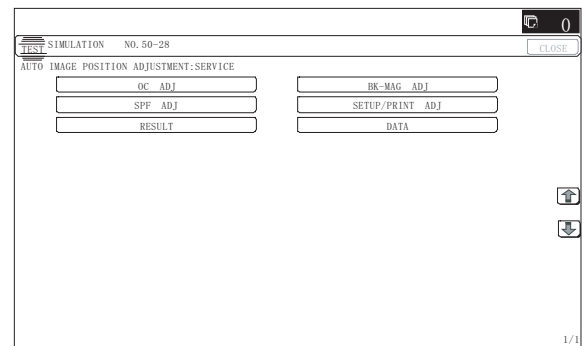 0
TEST SIMULATION NO.50-28 CLOSE
AUTO IMAGE POSITION ADJUSTMENT:SERVICE
OC ADJ BK-MAG ADJ
SPF ADJ SETUP/PRINT ADJ
RESULT DATA
1/1